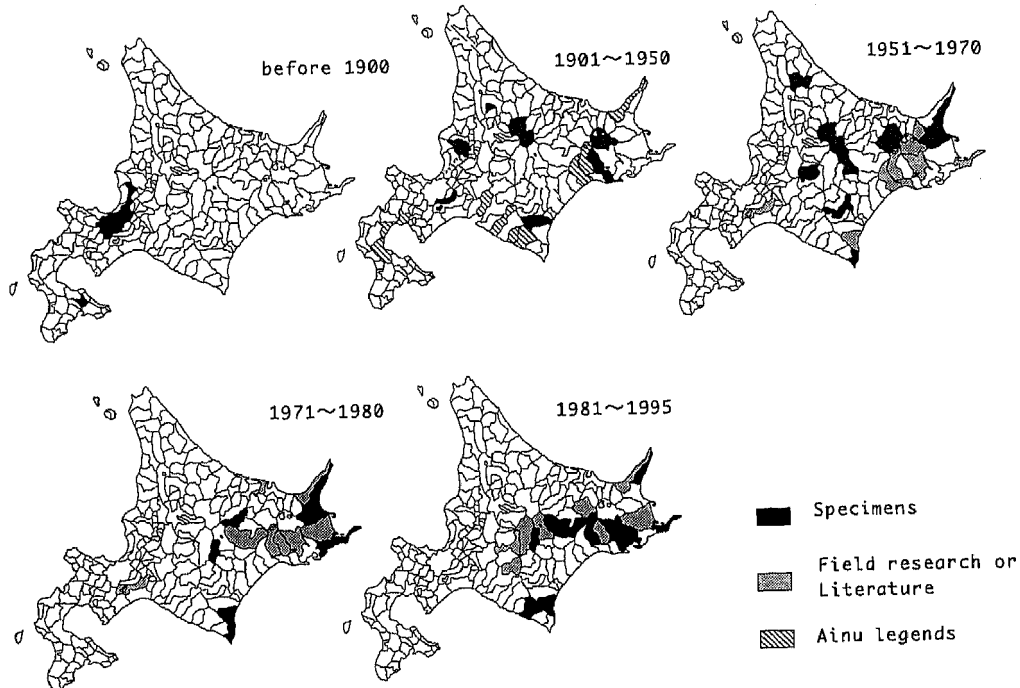 before 1900
1901～1950
1951～1970
1971～1980
1981～1995
Specimens
Field research or
Literature
Ainu legends